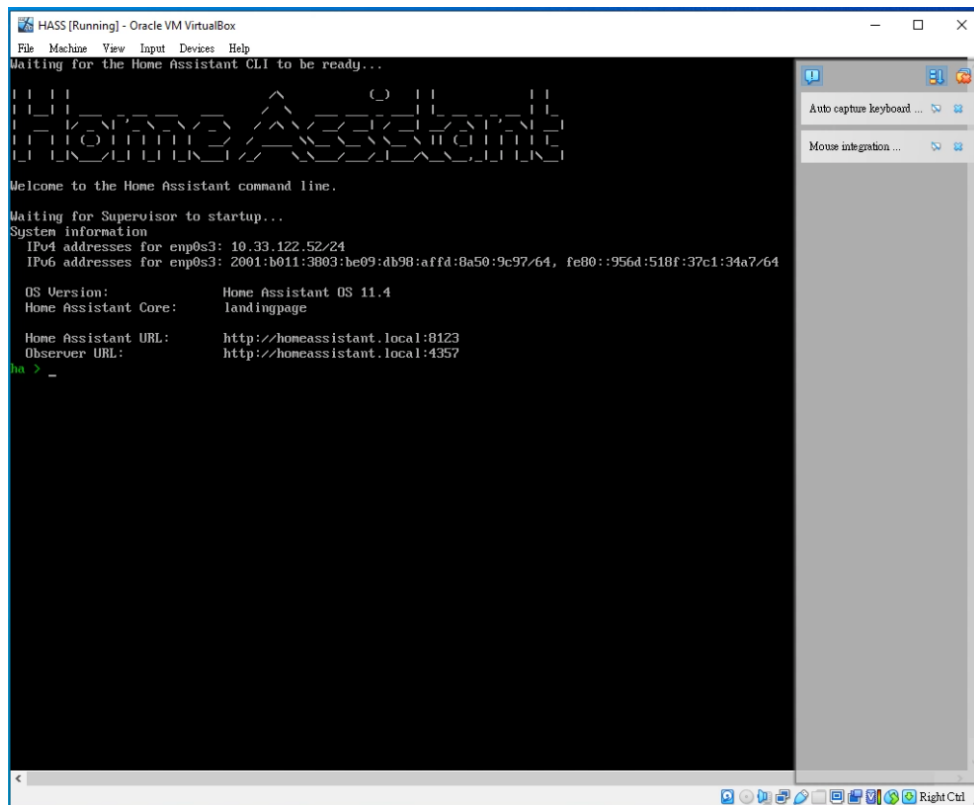 HASS [Running] - Oracle VM VirtualBox
File Machine View Input Devices Help
Waiting for the Home Assistant CLI to be ready...
Home Assistant
Welcome to the Home Assistant command line.
Waiting for Supervisor to startup...
System information
IPv4 addresses for enp0s3: 10.33.122.52/24
IPv6 addresses for enp0s3: 2001:b011:3803:be09:db98:affd:8a50:9c97/64, fe80::956d:518f:37c1:34a7/64
OS Version: Home Assistant OS 11.4
Home Assistant Core: landingpage
Home Assistant URL: http://homeassistant.local:8123
Observer URL: http://homeassistant.local:4357
ha > _
Auto capture keyboard ...
Mouse integration ...
Right Ctrl